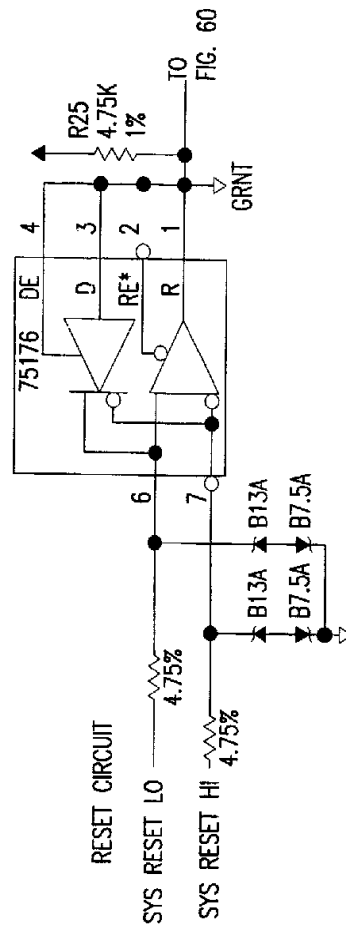 RESET CIRCUIT
SYS RESET LO
4.75%
SYS RESET HI
4.75%
6
7
75176
DE
D
RE*
R
4
3
2
1
R25
4.75K
1%
TO
FIG. 60
GRNT
B13A
B7.5A
B13A
B7.5A